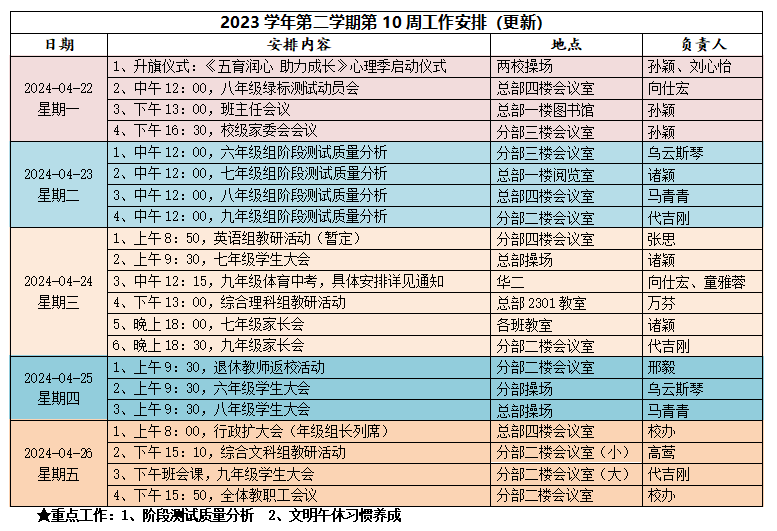 2023 学年第二学期第 10 周工作安排（更新）
日期 安排内容 地点 负责人
2024-04-22 星期一
1、升旗仪式：《五育润心 助力成长》心理季启动仪式 两校操场 孙颖、刘心怡
2、中午 12：00，八年级绿标测试动员会 总部四楼会议室 向仕宏
3、下午 13：00，班主任会议 总部一楼图书馆 孙颖
4、下午 16：30，校级家委会会议 分部三楼会议室 孙颖
2024-04-23 星期二
1、中午 12：00，六年级组阶段测试质量分析 分部三楼会议室 乌云斯琴
2、中午 12：00，七年级组阶段测试质量分析 总部一楼阅览室 诸颖
3、中午 12：00，八年级组阶段测试质量分析 总部四楼会议室 马青青
4、中午 12：00，九年级组阶段测试质量分析 分部二楼会议室 代吉刚
2024-04-24 星期三
1、上午 8：50，英语组教研活动（暂定） 分部四楼会议室 张思
2、上午 9：30，七年级学生大会 总部操场 诸颖
3、中午 12：15，九年级体育中考，具体安排详见通知 华二 向仕宏、童雅蓉
4、下午 13：00，综合理科组教研活动 总部 2301 教室 万芬
5、晚上 18：00，七年级家长会 各班教室 诸颖
6、晚上 18：30，九年级家长会 分部二楼会议室 代吉刚
2024-04-25 星期四
1、上午 9：30，退休教师返校活动 分部二楼会议室 邢毅
2、上午 9：30，六年级学生大会 分部操场 乌云斯琴
3、上午 9：30，八年级学生大会 总部操场 马青青
2024-04-26 星期五
1、上午 8：00，行政扩大会（年级组长列席） 总部四楼会议室 校办
2、下午 15：10，综合文科组教研活动 分部二楼会议室（小） 高莺
3、下午班会课，九年级学生大会 分部二楼会议室（大） 代吉刚
4、下午 15：50，全体教职工会议 分部二楼会议室 校办
★重点工作：1、阶段测试质量分析 2、文明午休习惯养成